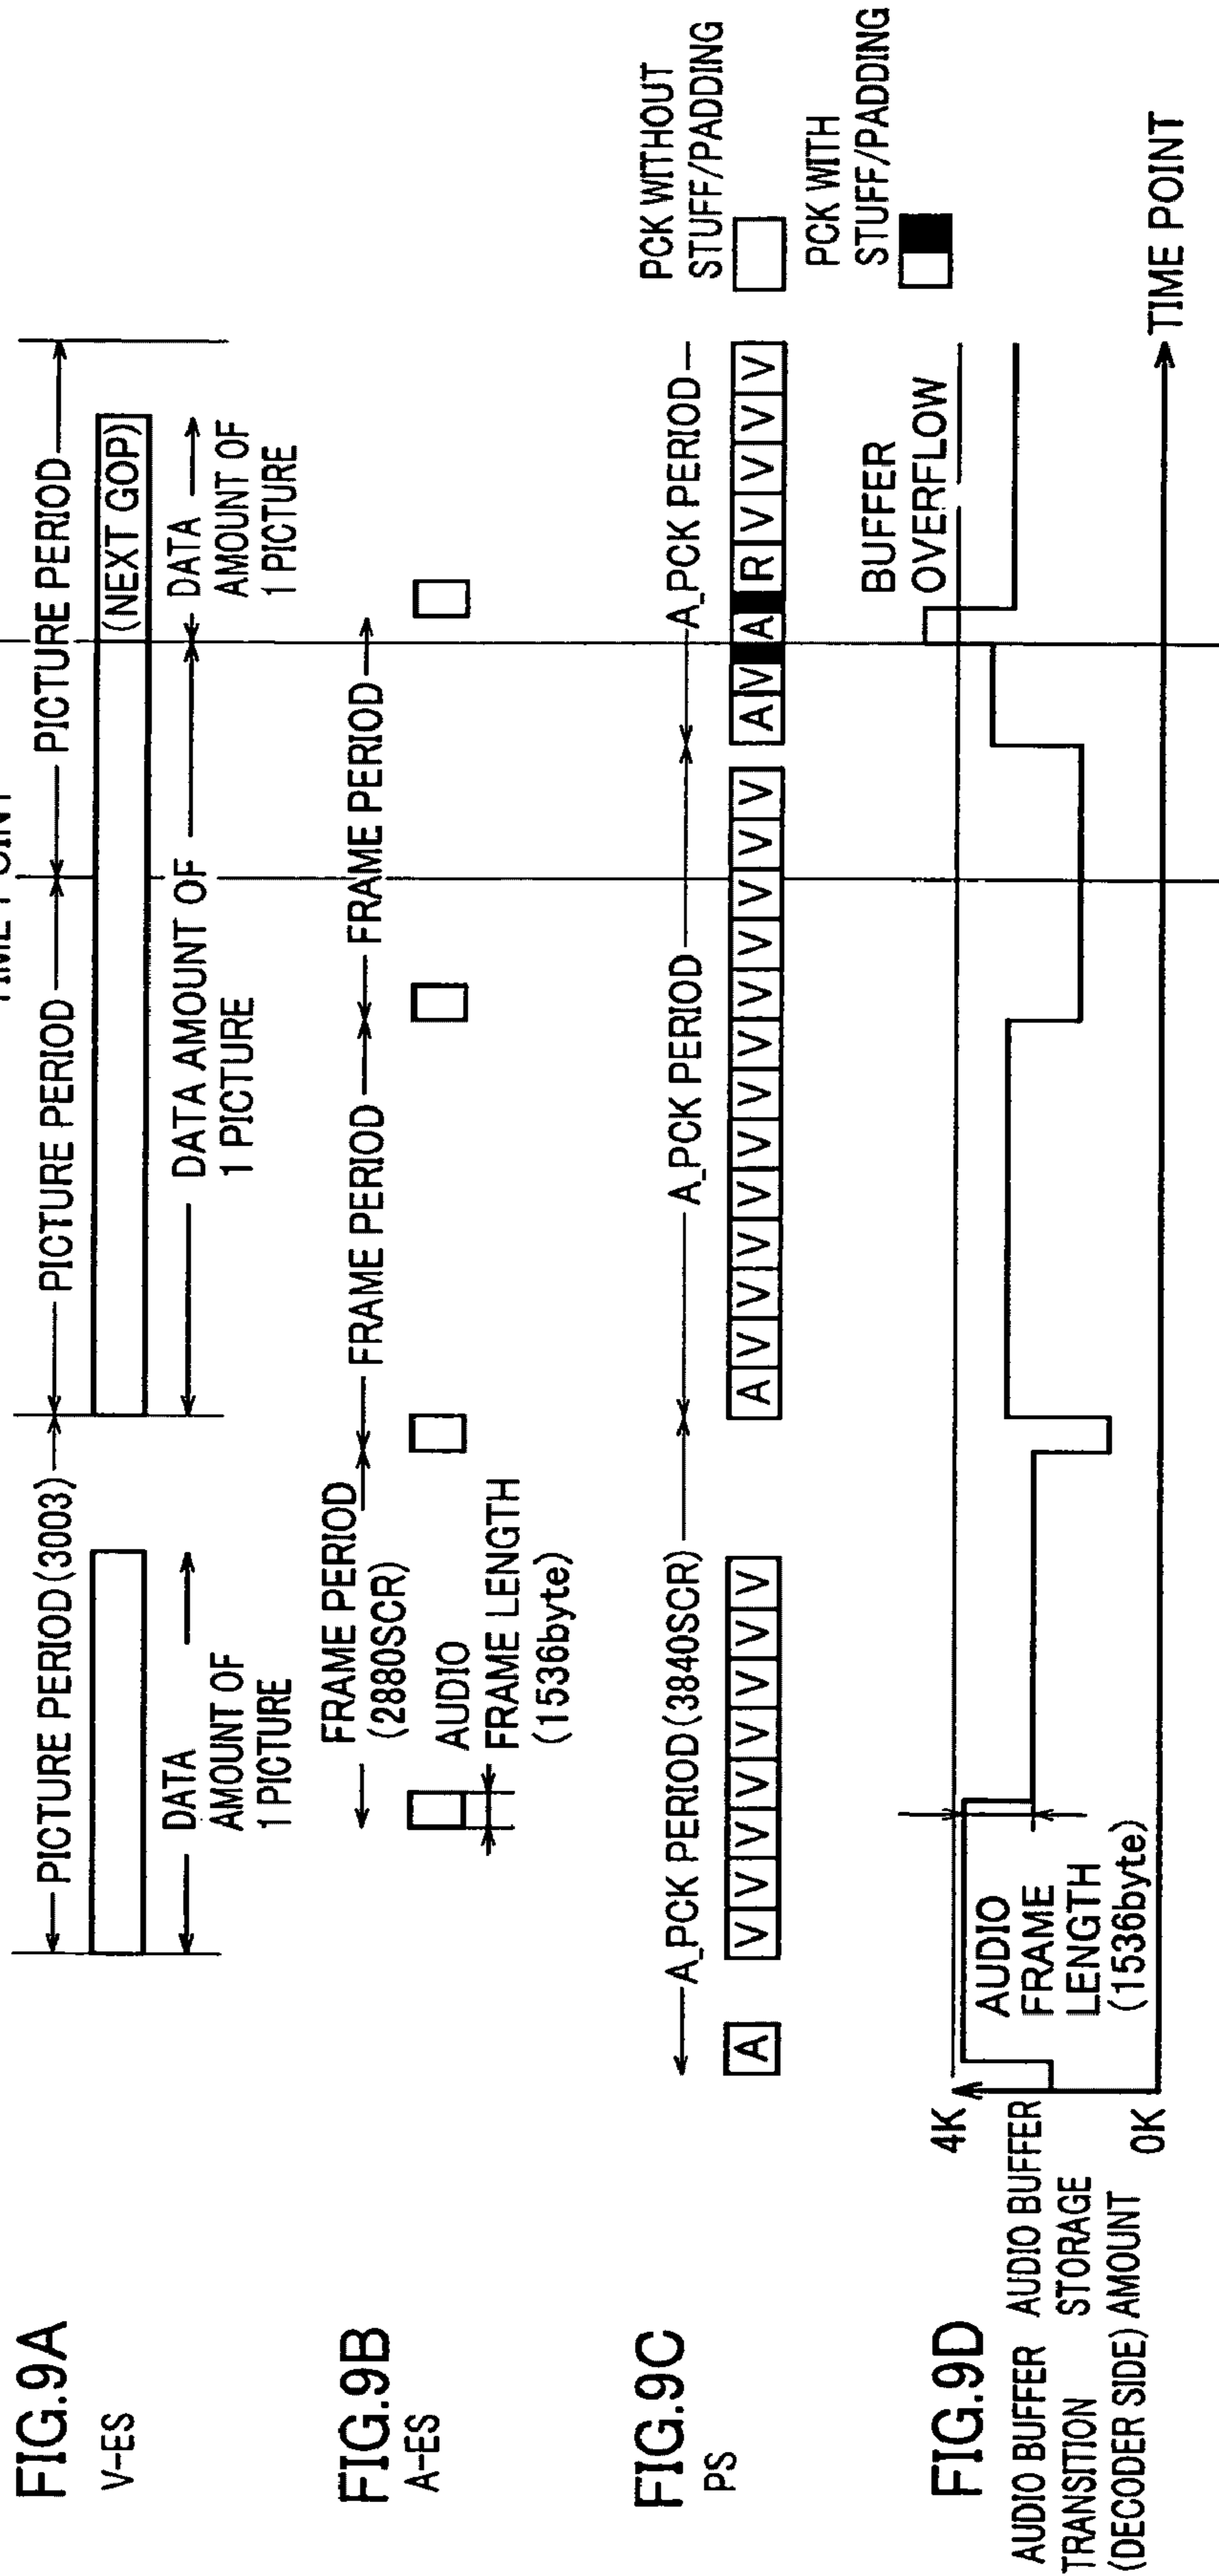 TIME POINT
FIG.9A
V-ES
PICTURE PERIOD(3003)
PICTURE PERIOD
PICTURE PERIOD
(NEXT GOP)
DATA
AMOUNT OF
1 PICTURE
DATA AMOUNT OF
1 PICTURE
DATA
AMOUNT OF
1 PICTURE
FIG.9B
A-ES
FRAME PERIOD
(2880SCR)
FRAME PERIOD
FRAME PERIOD
AUDIO
FRAME LENGTH
(1536byte)
FIG.9C
PS
A_PCK PERIOD(3840SCR)
A_PCK PERIOD
A_PCK PERIOD
A V V V V V V V V A V V V V V V V V V V V V A V A R V V V V
PCK WITHOUT
STUFF/PADDING
PCK WITH
STUFF/PADDING
FIG.9D
AUDIO BUFFER
TRANSITION
(DECODER SIDE)
AUDIO BUFFER
STORAGE
AMOUNT
4K
0K
AUDIO
FRAME
LENGTH
(1536byte)
BUFFER
OVERFLOW
TIME POINT